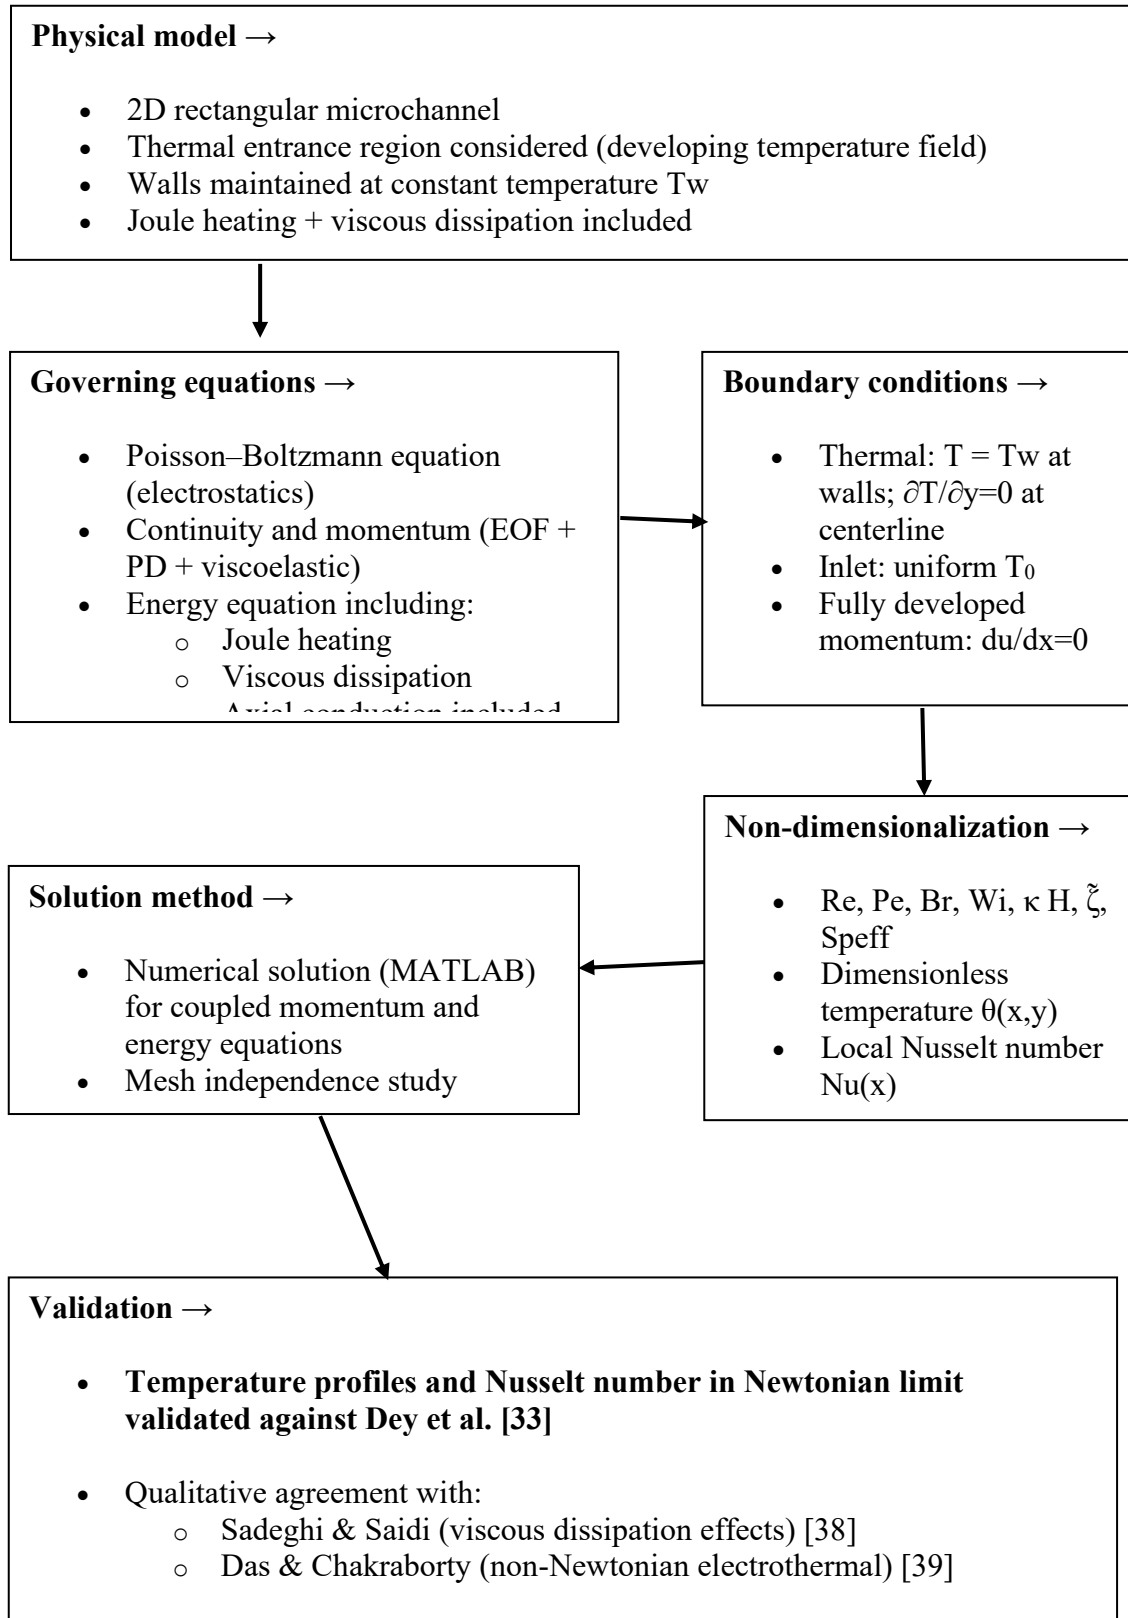 Physical model →
• 2D rectangular microchannel
• Thermal entrance region considered (developing temperature field)
• Walls maintained at constant temperature Tw
• Joule heating + viscous dissipation included
Governing equations →
• Poisson–Boltzmann equation
(electrostatics)
• Continuity and momentum (EOF +
PD + viscoelastic)
• Energy equation including:
o Joule heating
o Viscous dissipation
Axial conduction included
Boundary conditions →
• Thermal: T = Tw at
walls; ∂T/∂y=0 at
centerline
• Inlet: uniform T₀
• Fully developed
momentum: du/dx=0
Non-dimensionalization →
• Re, Pe, Br, Wi, κ H, ζ̃,
Speff
• Dimensionless
temperature θ(x,y)
• Local Nusselt number
Nu(x)
Solution method →
• Numerical solution (MATLAB)
for coupled momentum and
energy equations
• Mesh independence study
Validation →
• Temperature profiles and Nusselt number in Newtonian limit
validated against Dey et al. [33]
• Qualitative agreement with:
o Sadeghi & Saidi (viscous dissipation effects) [38]
o Das & Chakraborty (non-Newtonian electrothermal) [39]